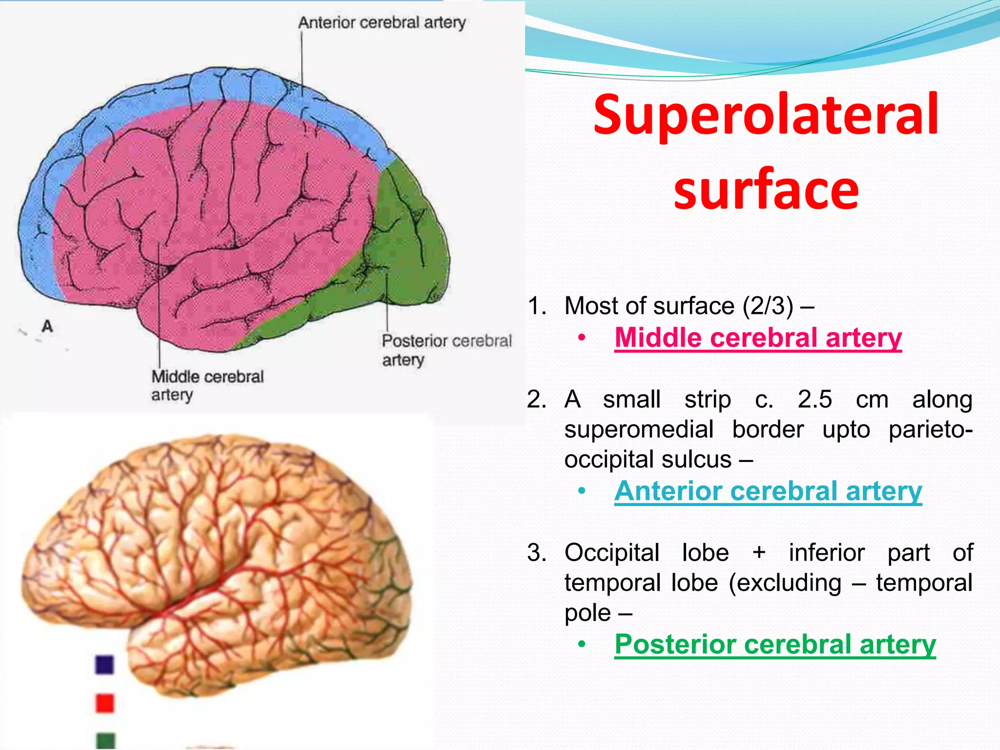 Anterior cerebral artery
A
Posterior cerebral
artery
Middle cerebral
artery
Superolateral
surface
1. Most of surface (2/3) –
• Middle cerebral artery
2. A small strip c. 2.5 cm along
superomedial border upto parieto-
occipital sulcus –
• Anterior cerebral artery
3. Occipital lobe + inferior part of
temporal lobe (excluding – temporal
pole –
• Posterior cerebral artery